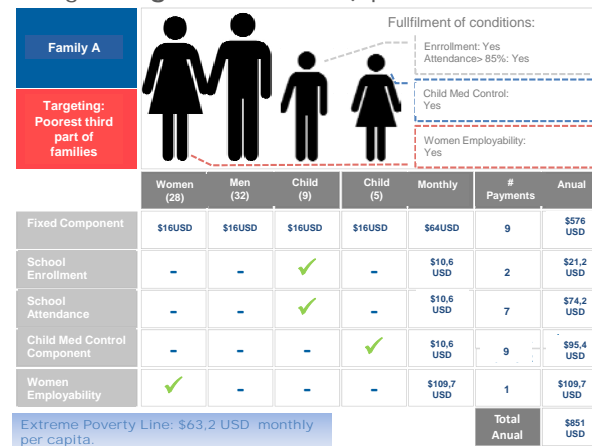 Family A
Targeting:
Poorest third
part of
families
Fullfilment of conditions:
Enrrollment: Yes
Attendance> 85%: Yes
Child Med Control:
Yes
Women Employability:
Yes
Women (28) Men (32) Child (9) Child (5) Monthly # Payments Anual
Fixed Component $16USD $16USD $16USD $16USD $64USD 9 $576 USD
School Enrollment - - ✓ - $10,6 USD 2 $21,2 USD
School Attendance - - ✓ - $10,6 USD 7 $74,2 USD
Child Med Control Component - - - ✓ $10,6 USD 9 $95,4 USD
Women Employability ✓ - - - $109,7 USD 1 $109,7 USD
Total Anual $851 USD
Extreme Poverty Line: $63,2 USD monthly
per capita.